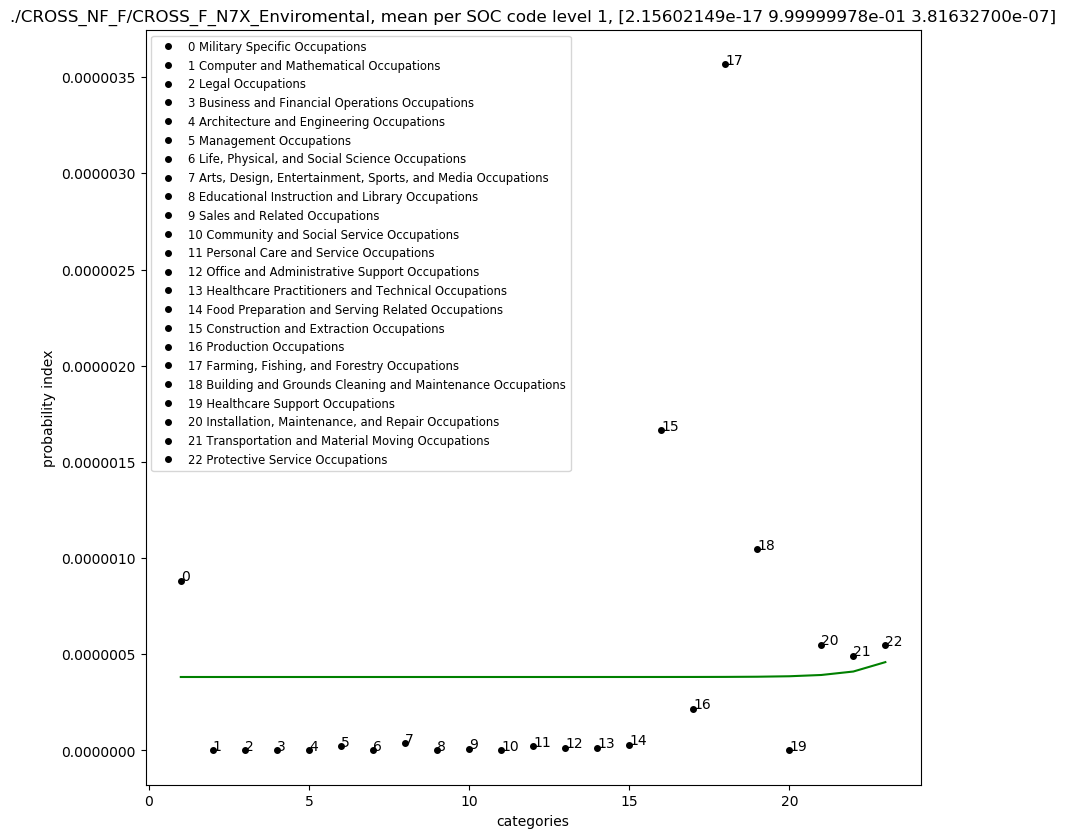 ./CROSS_NF_F/CROSS_F_N7X_Enviromental, mean per SOC code level 1, [2.15602149e-17 9.99999978e-01 3.81632700e-07]
0 Military Specific Occupations
1 Computer and Mathematical Occupations
2 Legal Occupations
3 Business and Financial Operations Occupations
4 Architecture and Engineering Occupations
5 Management Occupations
6 Life, Physical, and Social Science Occupations
7 Arts, Design, Entertainment, Sports, and Media Occupations
8 Educational Instruction and Library Occupations
9 Sales and Related Occupations
10 Community and Social Service Occupations
11 Personal Care and Service Occupations
12 Office and Administrative Support Occupations
13 Healthcare Practitioners and Technical Occupations
14 Food Preparation and Serving Related Occupations
15 Construction and Extraction Occupations
16 Production Occupations
17 Farming, Fishing, and Forestry Occupations
18 Building and Grounds Cleaning and Maintenance Occupations
19 Healthcare Support Occupations
20 Installation, Maintenance, and Repair Occupations
21 Transportation and Material Moving Occupations
22 Protective Service Occupations
probability index
0.0000035
0.0000030
0.0000025
0.0000020
0.0000015
0.0000010
0.0000005
0.0000000
0
1
2
3
4
5
6
7
8
9
10
11
12
13
14
15
16
17
18
19
20
21
22
0
5
10
15
20
categories